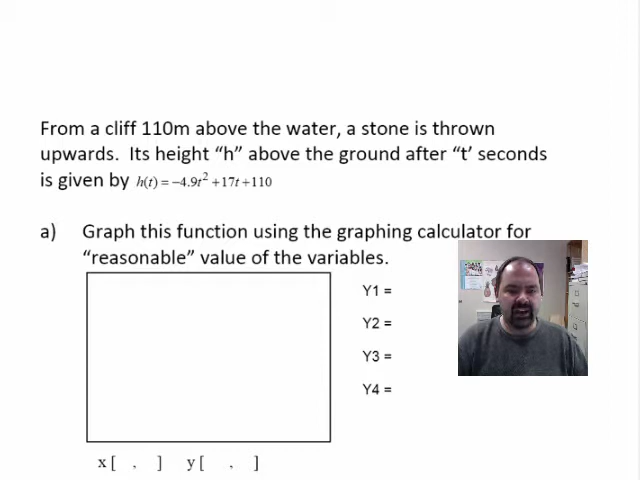 From a cliff 110m above the water, a stone is thrown
upwards. Its height “h” above the ground after “t’ seconds
is given by h(t) = −4.9t² +17t +110
a) Graph this function using the graphing calculator for
“reasonable” value of the variables.
Y1 =
Y2 =
Y3 =
Y4 =
x [ , ] y [ , ]